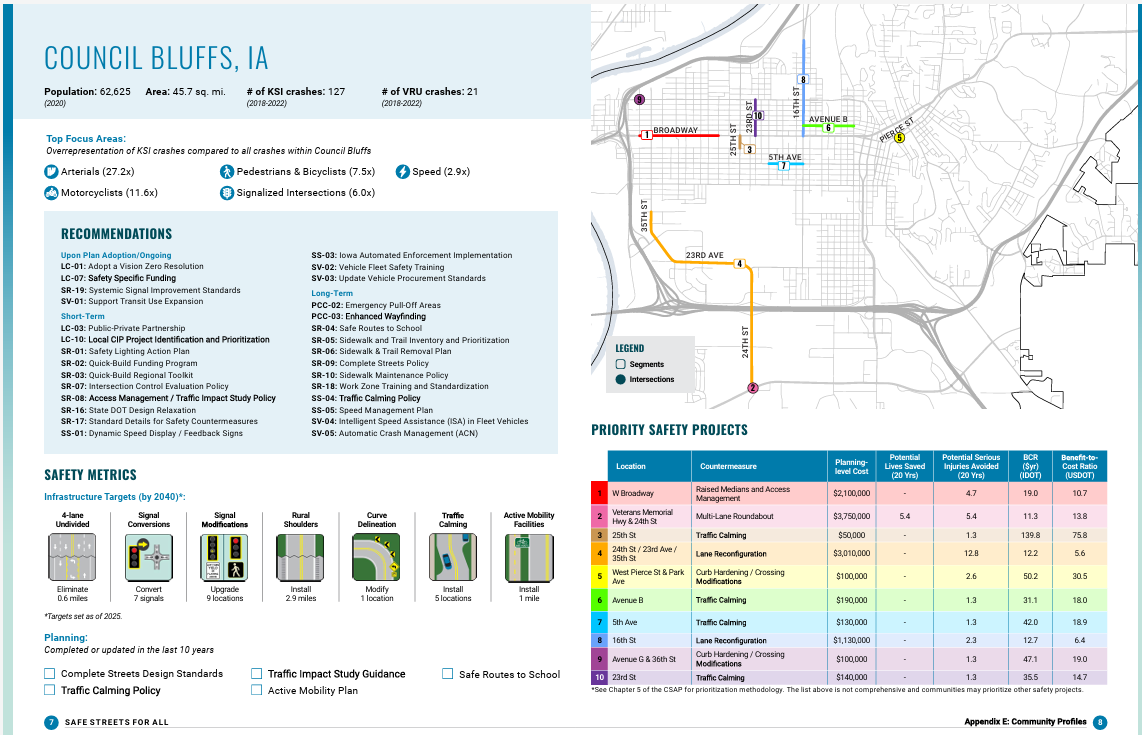 COUNCIL BLUFFS, IA
Population: 62,625 Area: 45.7 sq. mi. # of KSI crashes: 127 # of VRU crashes: 21
(2020) (2018-2022) (2018-2022)
Top Focus Areas:
Overrepresentation of KSI crashes compared to all crashes within Council Bluffs
Arterials (27.2x) Pedestrians & Bicyclists (7.5x) Speed (2.9x)
Motorcyclists (11.6x) Signalized Intersections (6.0x)
RECOMMENDATIONS
Upon Plan Adoption/Ongoing
LC-01: Adopt a Vision Zero Resolution
LC-07: Safety Specific Funding
SR-19: Systemic Signal Improvement Standards
SV-01: Support Transit Use Expansion
Short-Term
LC-03: Public-Private Partnership
LC-10: Local CIP Project Identification and Prioritization
SR-01: Safety Lighting Action Plan
SR-02: Quick-Build Funding Program
SR-03: Quick-Build Regional Toolkit
SR-07: Intersection Control Evaluation Policy
SR-08: Access Management / Traffic Impact Study Policy
SR-16: State DOT Design Relaxation
SR-17: Standard Details for Safety Countermeasures
SS-01: Dynamic Speed Display / Feedback Signs
SS-03: Iowa Automated Enforcement Implementation
SV-02: Vehicle Fleet Safety Training
SV-03: Update Vehicle Procurement Standards
Long-Term
PCC-02: Emergency Pull-Off Areas
PCC-03: Enhanced Wayfinding
SR-04: Safe Routes to School
SR-05: Sidewalk and Trail Inventory and Prioritization
SR-06: Sidewalk & Trail Removal Plan
SR-09: Complete Streets Policy
SR-10: Sidewalk Maintenance Policy
SR-18: Work Zone Training and Standardization
SS-04: Traffic Calming Policy
SS-05: Speed Management Plan
SV-04: Intelligent Speed Assistance (ISA) in Fleet Vehicles
SV-05: Automatic Crash Management (ACN)
SAFETY METRICS
Infrastructure Targets (by 2040)*:
4-lane Signal Signal Rural Curve Traffic Active Mobility
Undivided Conversions Modifications Shoulders Delineation Calming Facilities
Eliminate Convert Upgrade Install Modify Install Install
0.6 miles 7 signals 9 locations 2.9 miles 1 location 5 locations 1 mile
*Targets set as of 2025.
Planning:
Completed or updated in the last 10 years
Complete Streets Design Standards Traffic Impact Study Guidance Safe Routes to School
Traffic Calming Policy Active Mobility Plan
7 SAFE STREETS FOR ALL
8
16TH ST
9
23RD ST
10
AVENUE B
6
PIERCE ST
5
1
BROADWAY
25TH ST
3
5TH AVE
7
35TH ST
23RD AVE
4
24TH ST
2
LEGEND
Segments
Intersections
PRIORITY SAFETY PROJECTS
Location Countermeasure Planning-level Cost Potential Lives Saved (20 Yrs) Potential Serious Injuries Avoided (20 Yrs) BCR ($yr) (IDOT) Benefit-to-Cost Ratio (USDOT)
1 W Broadway Raised Medians and Access Management $2,100,000 - 4.7 19.0 10.7
2 Veterans Memorial Hwy & 24th St Multi-Lane Roundabout $3,750,000 5.4 5.4 11.3 13.8
3 25th St Traffic Calming $50,000 - 1.3 139.8 75.8
4 24th St / 23rd Ave / 35th St Lane Reconfiguration $3,010,000 - 12.8 12.2 5.6
5 West Pierce St & Park Ave Curb Hardening / Crossing Modifications $100,000 - 2.6 50.2 30.5
6 Avenue B Traffic Calming $190,000 - 1.3 31.1 18.0
7 5th Ave Traffic Calming $130,000 - 1.3 42.0 18.9
8 16th St Lane Reconfiguration $1,130,000 - 2.3 12.7 6.4
9 Avenue G & 36th St Curb Hardening / Crossing Modifications $100,000 - 1.3 47.1 19.0
10 23rd St Traffic Calming $140,000 - 1.3 35.5 14.7
*See Chapter 5 of the CSAP for prioritization methodology. The list above is not comprehensive and communities may prioritize other safety projects.
Appendix E: Community Profiles 8